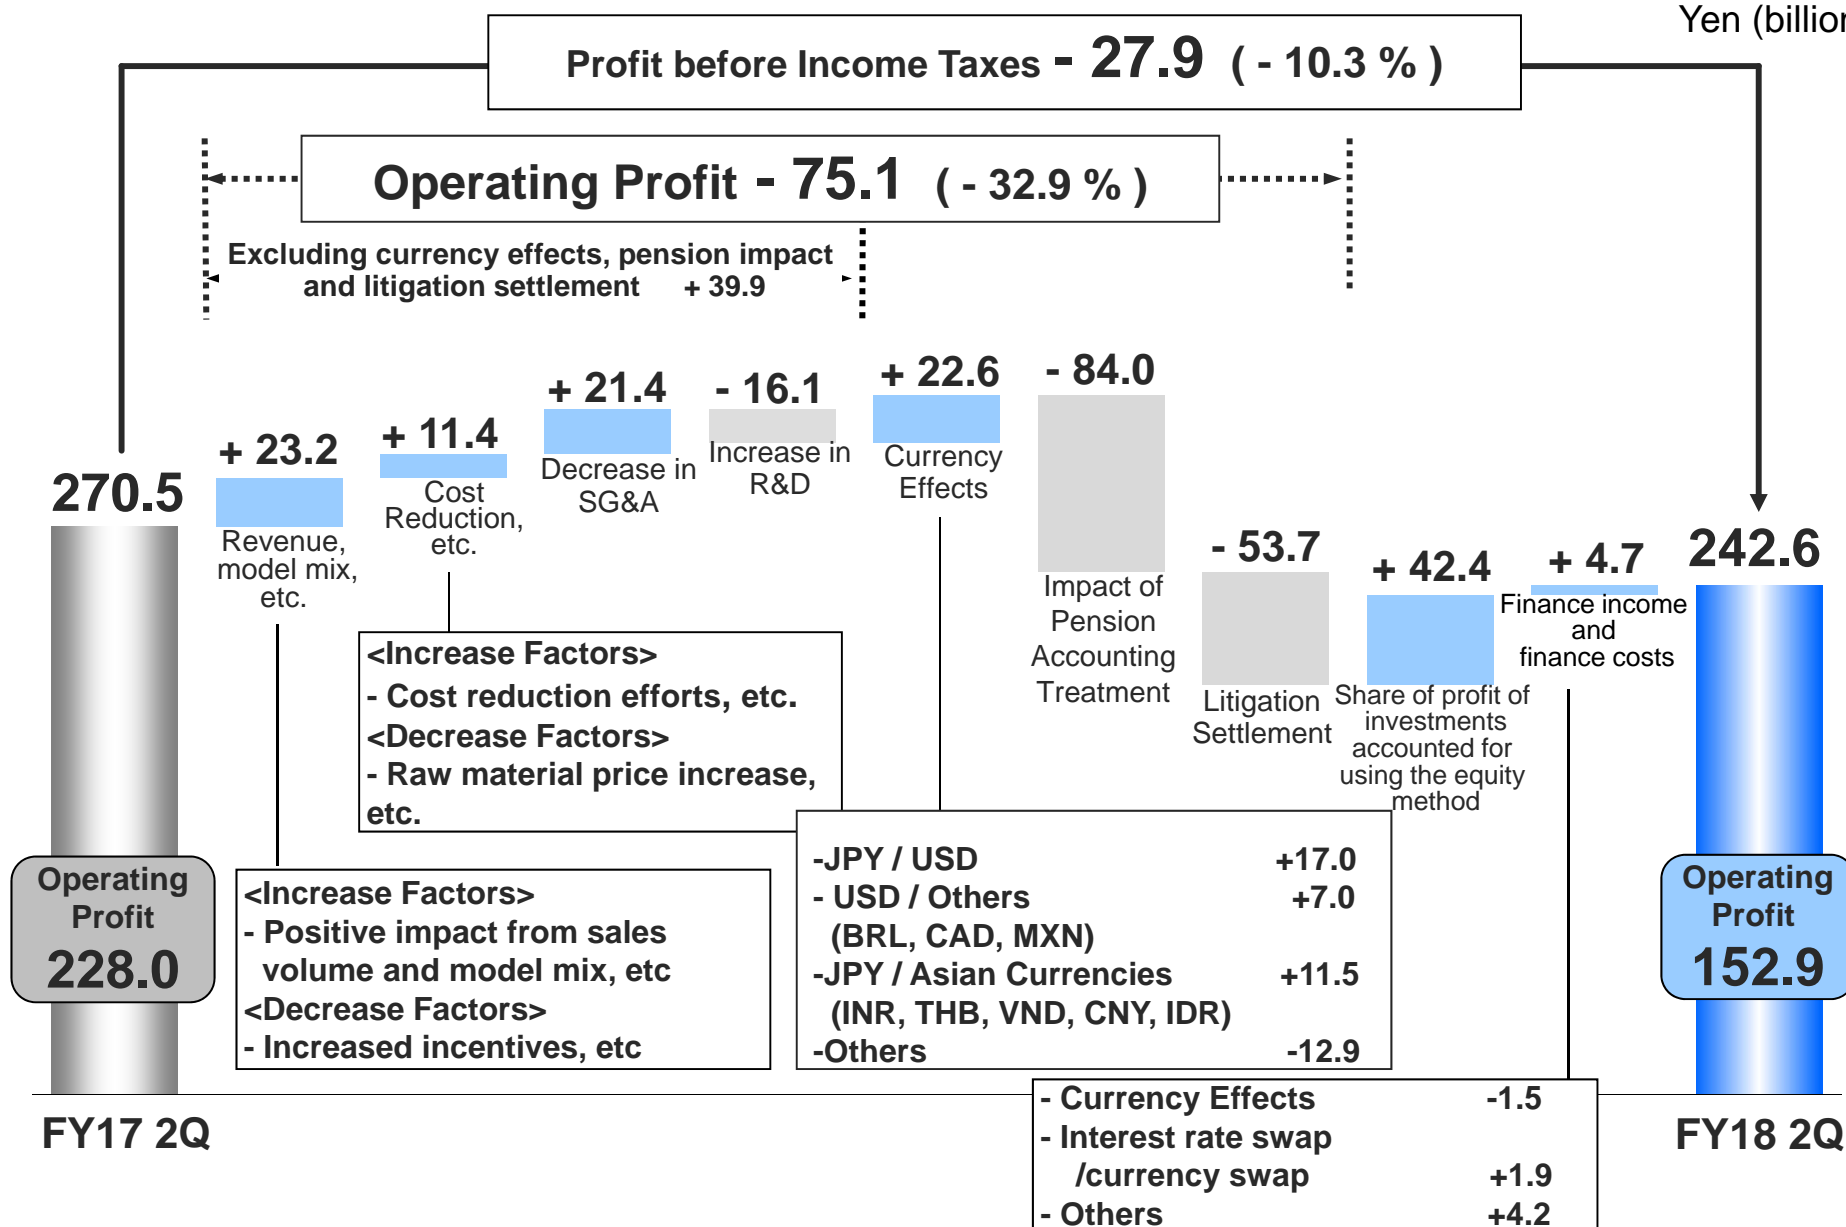 Yen (billion
Profit before Income Taxes - 27.9 ( - 10.3 % )
Operating Profit - 75.1 ( - 32.9 % )
Excluding currency effects, pension impact
and litigation settlement + 39.9
270.5
+ 23.2
Revenue,
model mix,
etc.
+ 11.4
Cost
Reduction,
etc.
+ 21.4
Decrease in
SG&A
- 16.1
Increase in
R&D
+ 22.6
Currency
Effects
- 84.0
Impact of
Pension
Accounting
Treatment
- 53.7
Litigation
Settlement
+ 42.4
Share of profit of
investments
accounted for
using the equity
method
+ 4.7
Finance income
and
finance costs
242.6
<Increase Factors>
- Cost reduction efforts, etc.
<Decrease Factors>
- Raw material price increase,
etc.
Operating
Profit
228.0
<Increase Factors>
- Positive impact from sales
volume and model mix, etc
<Decrease Factors>
- Increased incentives, etc
-JPY / USD +17.0
- USD / Others +7.0
(BRL, CAD, MXN)
-JPY / Asian Currencies +11.5
(INR, THB, VND, CNY, IDR)
-Others -12.9
Operating
Profit
152.9
- Currency Effects -1.5
- Interest rate swap
/currency swap +1.9
- Others +4.2
FY17 2Q
FY18 2Q